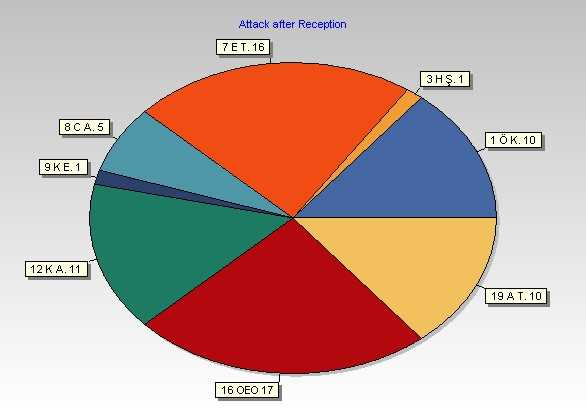 Attack after Reception
7 E T. 16
3 H Ş. 1
8 C A. 5
1 Ö K. 10
9 K E. 1
12 K A. 11
19 A T. 10
16 OEO 17